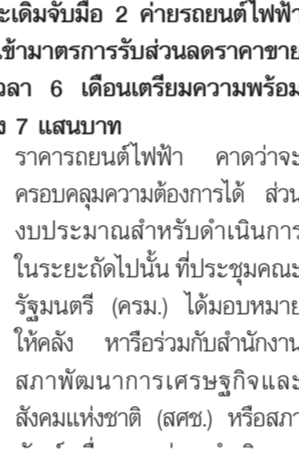 ะเดิมจับมือ 2 ค่ายรถยนต์ไฟฟ้า
เข้ามาตรการรับส่วนลดราคาขาย
วลา 6 เดือนเตรียมความพร้อม
ง 7 แสนบาท
ราคารถยนต์ไฟฟ้า คาดว่าจะ
ครอบคลุมความต้องการได้ ส่วน
งบประมาณสำหรับดำเนินการ
ในระยะถัดไปนั้น ที่ประชุมคณะ
รัฐมนตรี (ครม.) ได้มอบหมาย
ให้คลัง หารือร่วมกับสำนักงาน
สภาพัฒนาการเศรษฐกิจและ
สังคมแห่งชาติ (สศช.) หรือสภา